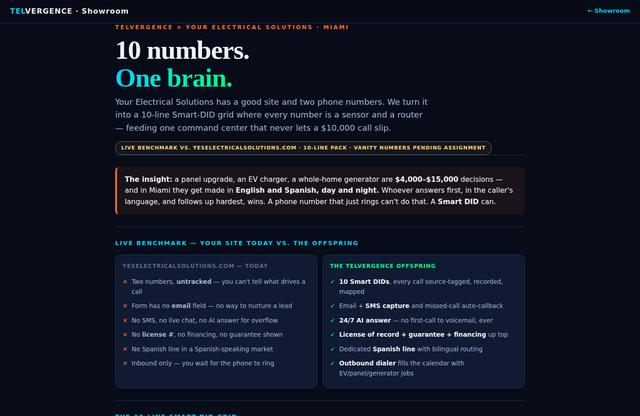 TELVERGENCE · Showroom
← Showroom
TELVERGENCE × YOUR ELECTRICAL SOLUTIONS · MIAMI
10 numbers.
One brain.
Your Electrical Solutions has a good site and two phone numbers. We turn it
into a 10-line Smart-DID grid where every number is a sensor and a router
— feeding one command center that never lets a $10,000 call slip.
LIVE BENCHMARK VS. YESELECTRICALSOLUTIONS.COM · 10-LINE PACK · VANITY NUMBERS PENDING ASSIGNMENT
The insight: a panel upgrade, an EV charger, a whole-home generator are $4,000–$15,000 decisions —
and in Miami they get made in English and Spanish, day and night. Whoever answers first, in the caller's
language, and follows up hardest, wins. A phone number that just rings can't do that. A Smart DID can.
LIVE BENCHMARK — YOUR SITE TODAY VS. THE OFFSPRING
YESELECTRICALSOLUTIONS.COM — TODAY
✕ Two numbers, untracked — you can't tell what drives a
call
✕ Form has no email field — no way to nurture a lead
✕ No SMS, no live chat, no AI answer for overflow
✕ No license #, no financing, no guarantee shown
✕ No Spanish line in a Spanish-speaking market
✕ Inbound only — you wait for the phone to ring
THE TELVERGENCE OFFSPRING
✓ 10 Smart DIDs, every call source-tagged, recorded,
mapped
✓ Email + SMS capture and missed-call auto-callback
✓ 24/7 AI answer — no first-call to voicemail, ever
✓ License of record + guarantee + financing up top
✓ Dedicated Spanish line with bilingual routing
✓ Outbound dialer fills the calendar with
EV/panel/generator jobs
THE 10-LINE SMART-DID GRID